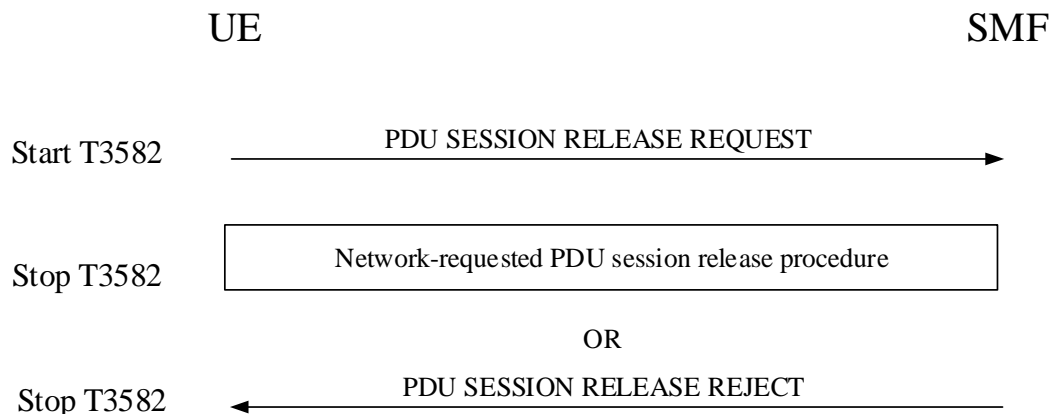 UE SMF
Start T3582 PDU SESSION RELEASE REQUEST
Stop T3582 Network-requested PDU session release procedure
OR
Stop T3582 PDU SESSION RELEASE REJECT